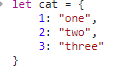 let cat = {
    1: "one",
    2: "two",
    3: "three"
}